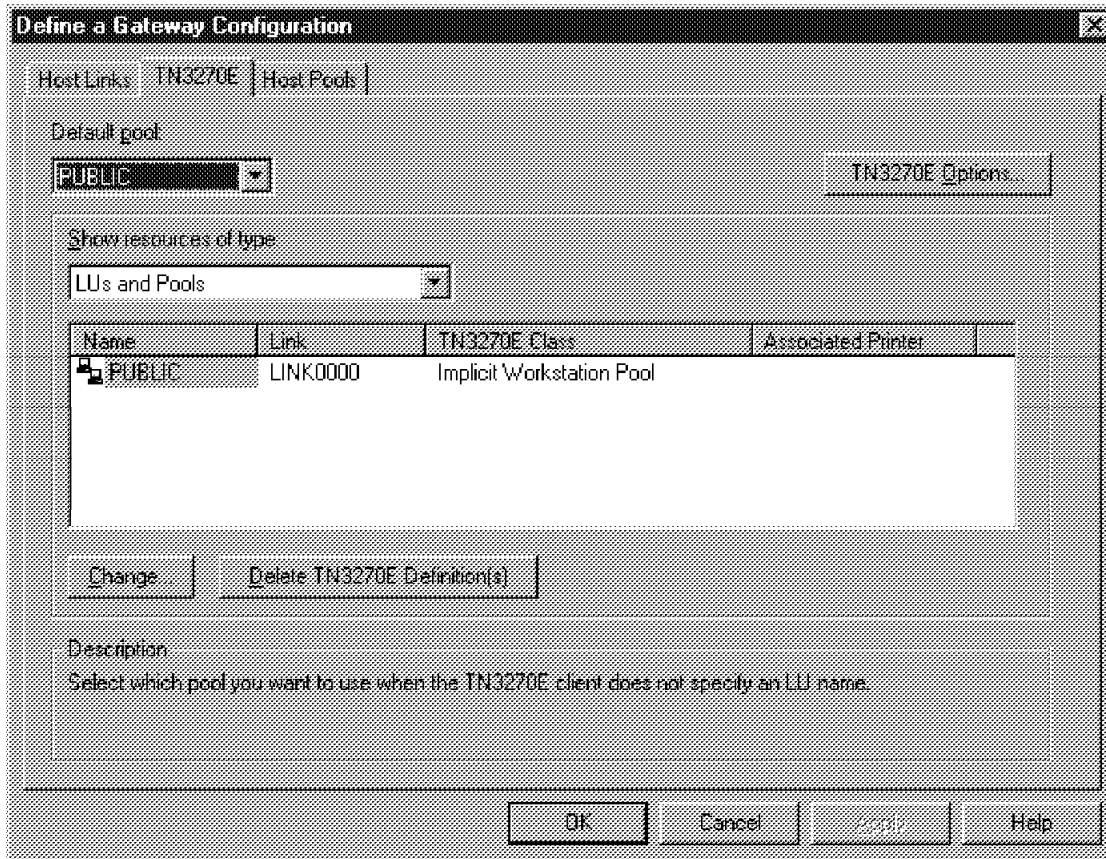 Define a Gateway Configuration
Host Links TN3270E Host Pools
Default pool:
PUBLIC TN3270E Options...
Show resources of type
LUs and Pools
Name Link TN3270E Class Associated Printer
PUBLIC LINK0000 Implicit Workstation Pool
Change... Delete TN3270E Definition(s)
Description
Select which pool you want to use when the TN3270E client does not specify an LU name.
OK Cancel Apply Help